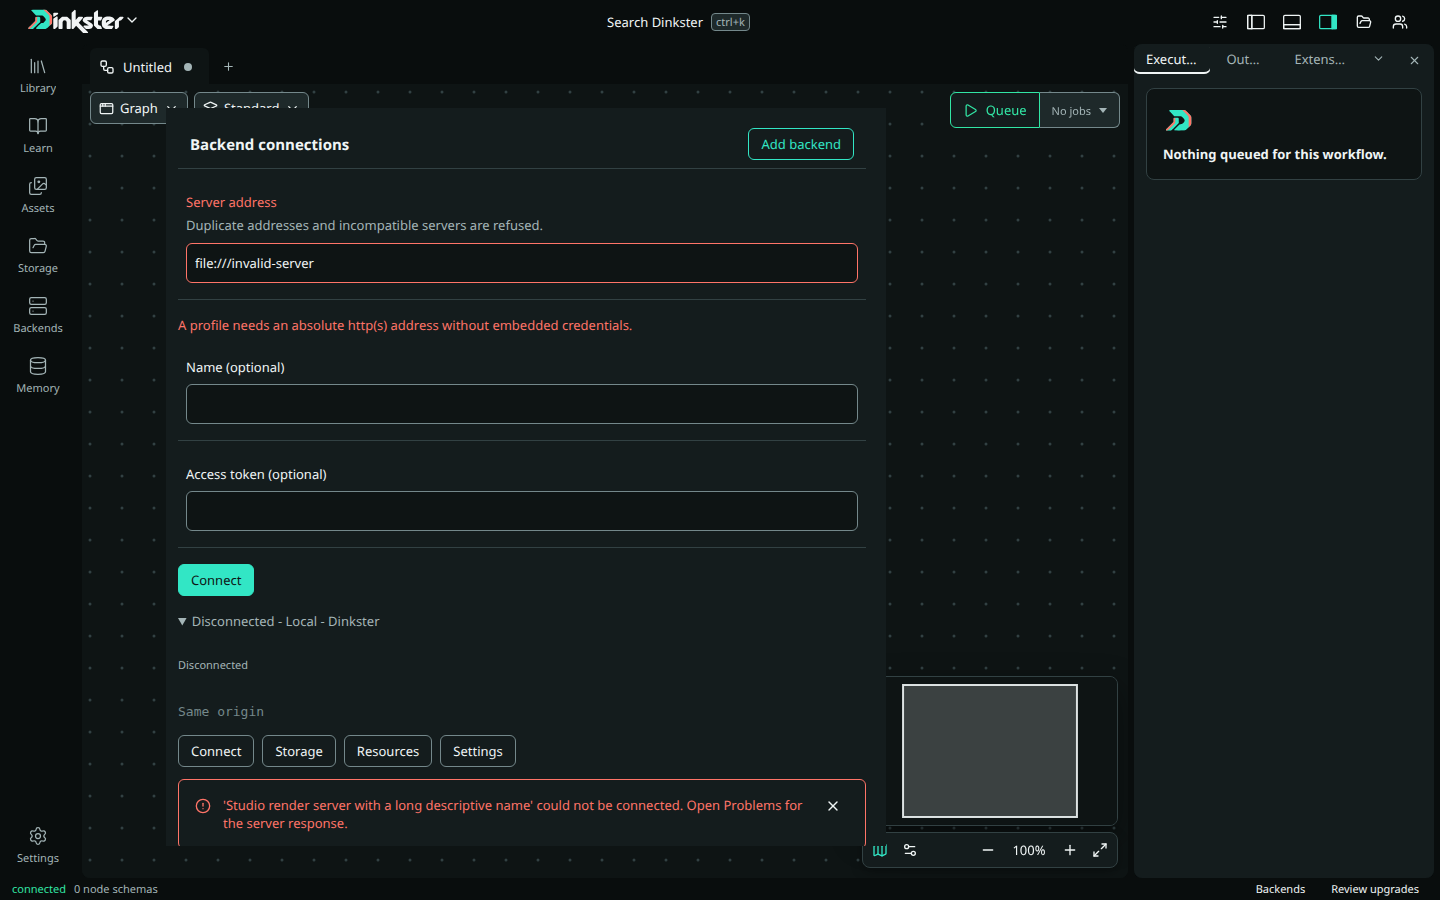 Dinkster
Search Dinkster ctrl+k
Library
Learn
Assets
Storage
Backends
Memory
Settings
Untitled
Graph
Standard
Queue
No jobs
Backend connections
Add backend
Server address
Duplicate addresses and incompatible servers are refused.
file:///invalid-server
A profile needs an absolute http(s) address without embedded credentials.
Name (optional)
Access token (optional)
Connect
Disconnected - Local - Dinkster
Disconnected
Same origin
Connect
Storage
Resources
Settings
'Studio render server with a long descriptive name' could not be connected. Open Problems for
the server response.
100%
Execut...
Out...
Extens...
Nothing queued for this workflow.
connected 0 node schemas
Backends
Review upgrades